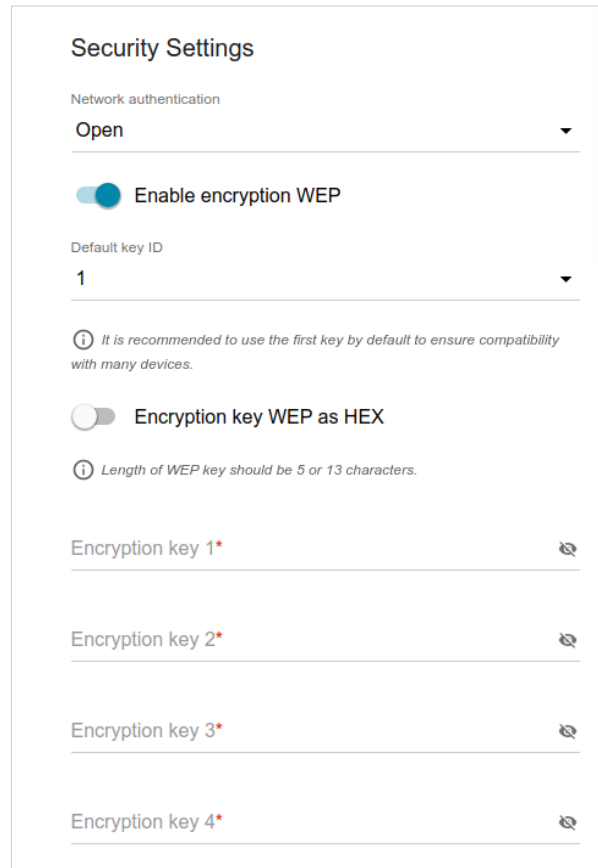 Security Settings
Network authentication
Open
Enable encryption WEP
Default key ID
1
It is recommended to use the first key by default to ensure compatibility
with many devices.
Encryption key WEP as HEX
Length of WEP key should be 5 or 13 characters.
Encryption key 1*
Encryption key 2*
Encryption key 3*
Encryption key 4*